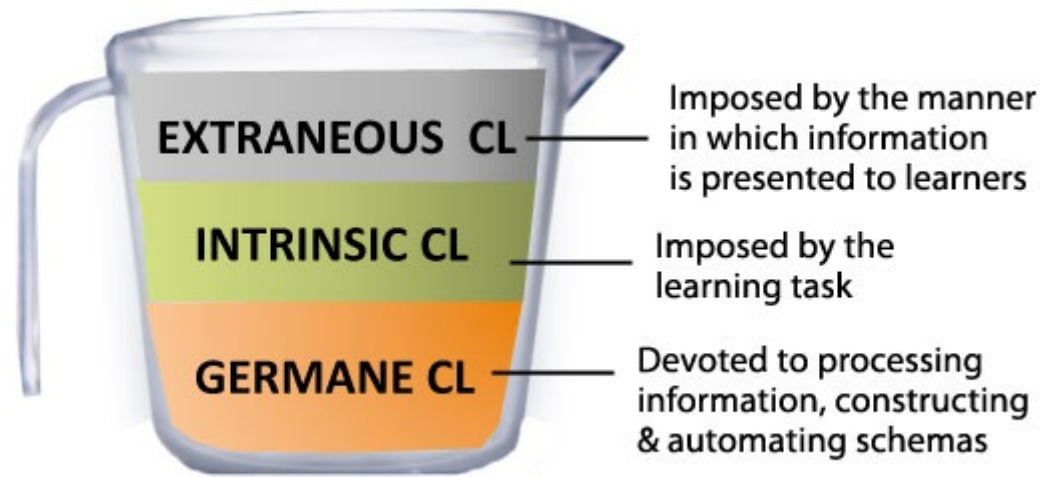 EXTRANEOUS CL
Imposed by the manner
in which information
is presented to learners
INTRINSIC CL
Imposed by the
learning task
GERMANE CL
Devoted to processing
information, constructing
& automating schemas